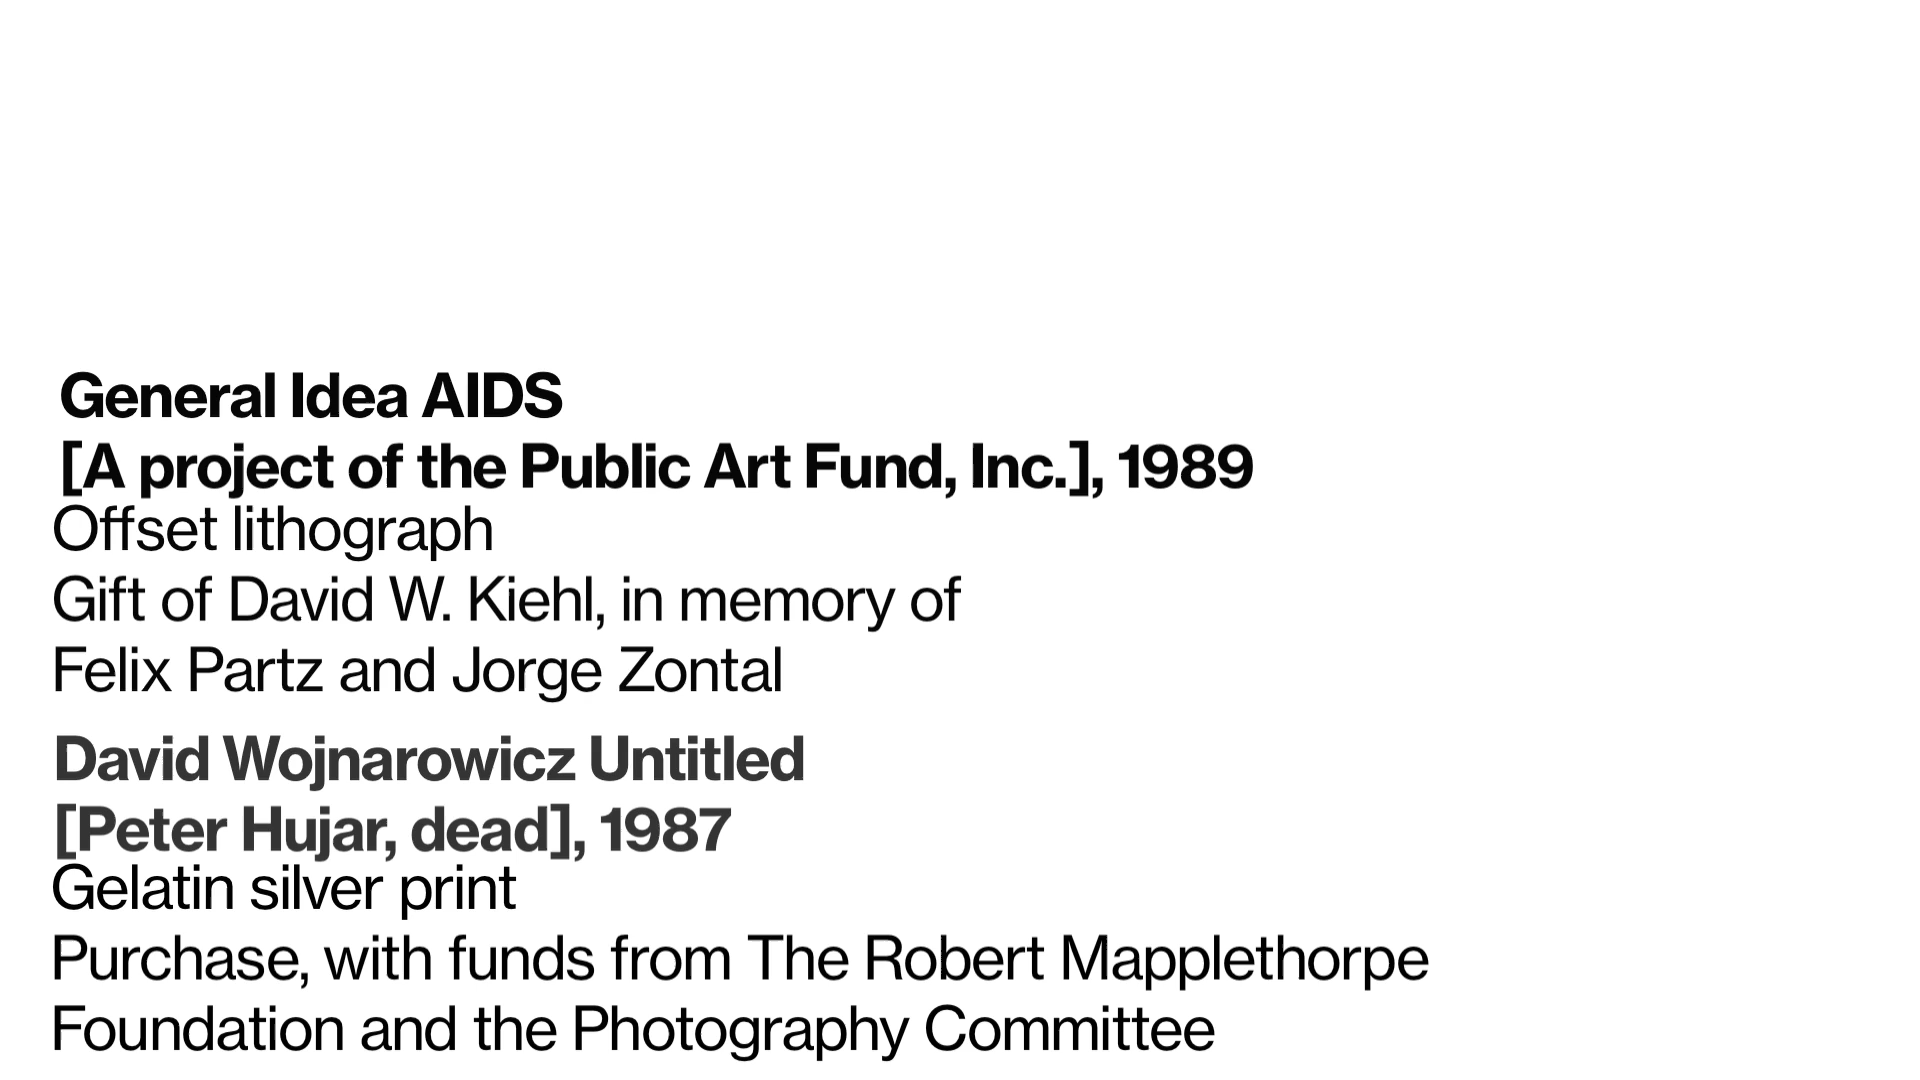 General Idea AIDS
[A project of the Public Art Fund, Inc.], 1989
Offset lithograph
Gift of David W. Kiehl, in memory of
Felix Partz and Jorge Zontal
David Wojnarowicz Untitled
[Peter Hujar, dead], 1987
Gelatin silver print
Purchase, with funds from The Robert Mapplethorpe
Foundation and the Photography Committee